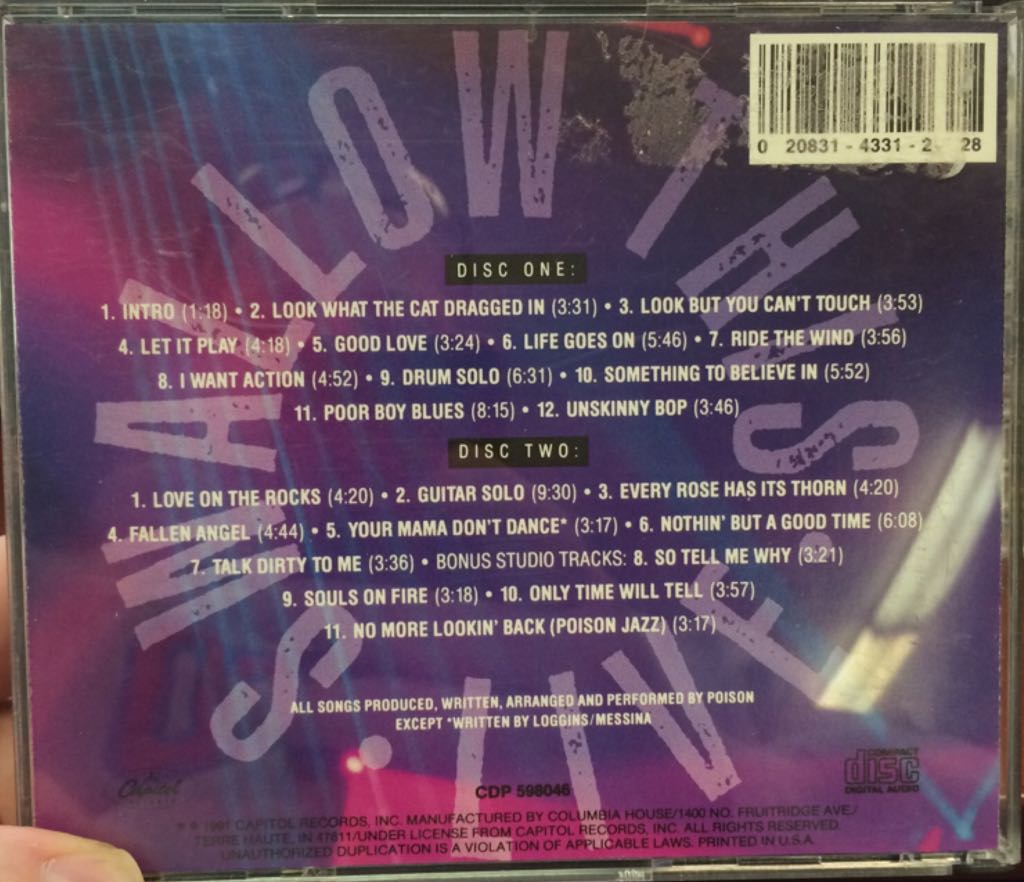 SWALLOW THIS LIVE
0 20831 - 4331 - 2 28
DISC ONE:
1. INTRO (1:18) • 2. LOOK WHAT THE CAT DRAGGED IN (3:31) • 3. LOOK BUT YOU CAN'T TOUCH (3:53)
4. LET IT PLAY (4:18) • 5. GOOD LOVE (3:24) • 6. LIFE GOES ON (5:46) • 7. RIDE THE WIND (3:56)
8. I WANT ACTION (4:52) • 9. DRUM SOLO (6:31) • 10. SOMETHING TO BELIEVE IN (5:52)
11. POOR BOY BLUES (8:15) • 12. UNSKINNY BOP (3:46)
DISC TWO:
1. LOVE ON THE ROCKS (4:20) • 2. GUITAR SOLO (9:30) • 3. EVERY ROSE HAS ITS THORN (4:20)
4. FALLEN ANGEL (4:44) • 5. YOUR MAMA DON'T DANCE* (3:17) • 6. NOTHIN' BUT A GOOD TIME (6:08)
7. TALK DIRTY TO ME (3:36) • BONUS STUDIO TRACKS: 8. SO TELL ME WHY (3:21)
9. SOULS ON FIRE (3:18) • 10. ONLY TIME WILL TELL (3:57)
11. NO MORE LOOKIN' BACK (POISON JAZZ) (3:17)
ALL SONGS PRODUCED, WRITTEN, ARRANGED AND PERFORMED BY POISON
EXCEPT *WRITTEN BY LOGGINS/MESSINA
Capitol
COMPACT
disc
DIGITAL AUDIO
CDP 598046
℗ © 1991 CAPITOL RECORDS, INC. MANUFACTURED BY COLUMBIA HOUSE/1400 NO. FRUITRIDGE AVE./
TERRE HAUTE, IN 47811/UNDER LICENSE FROM CAPITOL RECORDS, INC. ALL RIGHTS RESERVED.
UNAUTHORIZED DUPLICATION IS A VIOLATION OF APPLICABLE LAWS. PRINTED IN U.S.A.